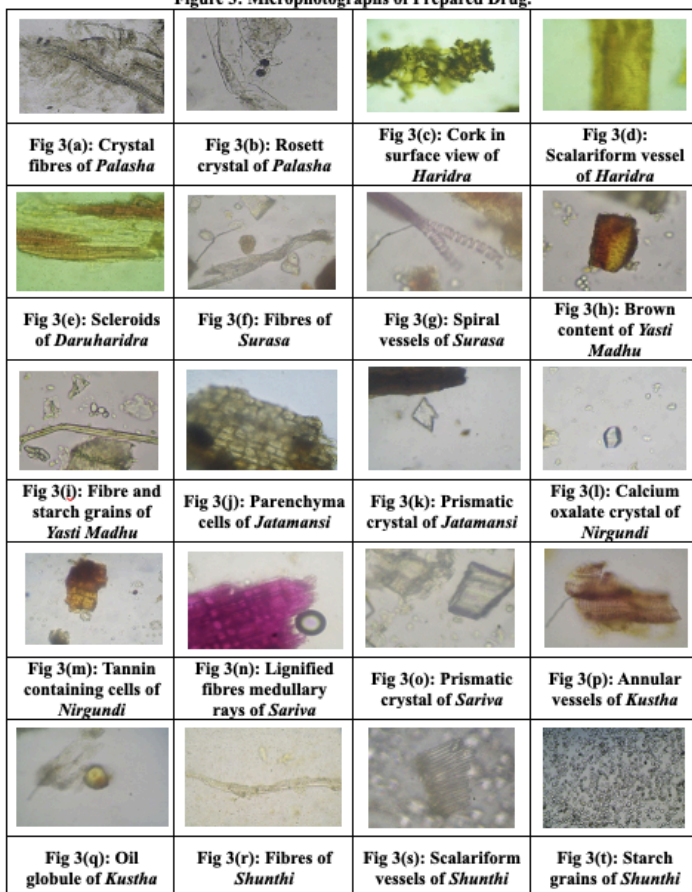 Figure 3: Microphotographs of Prepared Drug.
Fig 3(a): Crystal
fibres of Palasha
Fig 3(b): Rosett
crystal of Palasha
Fig 3(c): Cork in
surface view of
Haridra
Fig 3(d):
Scalariform vessel
of Haridra
Fig 3(e): Scleroids
of Daruharidra
Fig 3(f): Fibres of
Surasa
Fig 3(g): Spiral
vessels of Surasa
Fig 3(h): Brown
content of Yasti
Madhu
Fig 3(i): Fibre and
starch grains of
Yasti Madhu
Fig 3(j): Parenchyma
cells of Jatamansi
Fig 3(k): Prismatic
crystal of Jatamansi
Fig 3(l): Calcium
oxalate crystal of
Nirgundi
Fig 3(m): Tannin
containing cells of
Nirgundi
Fig 3(n): Lignified
fibres medullary
rays of Sariva
Fig 3(o): Prismatic
crystal of Sariva
Fig 3(p): Annular
vessels of Kustha
Fig 3(q): Oil
globule of Kustha
Fig 3(r): Fibres of
Shunthi
Fig 3(s): Scalariform
vessels of Shunthi
Fig 3(t): Starch
grains of Shunthi